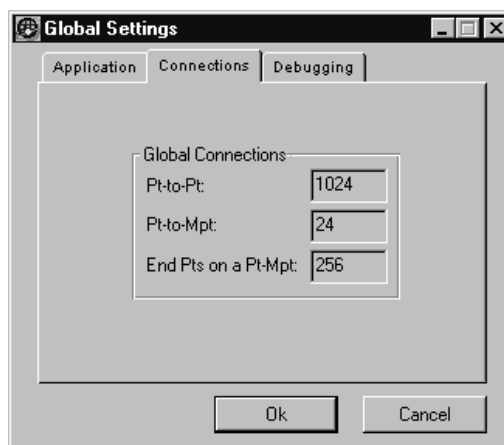 Global Settings
Application Connections Debugging
Global Connections
Pt-to-Pt: 1024
Pt-to-Mpt: 24
End Pts on a Pt-Mpt: 256
Ok Cancel